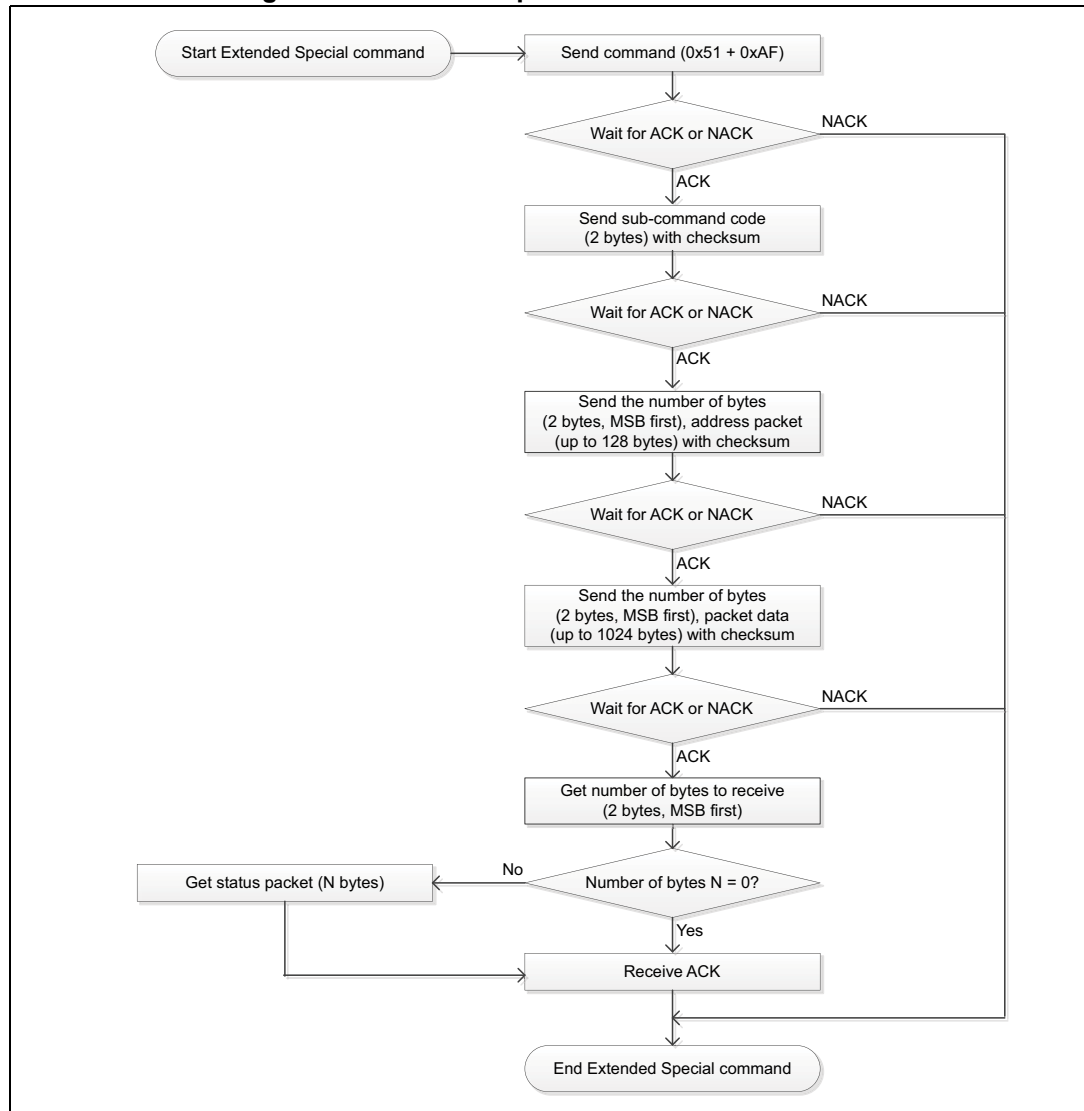 Start Extended Special command
Send command (0x51 + 0xAF)
Wait for ACK or NACK
NACK
ACK
Send sub-command code
(2 bytes) with checksum
Wait for ACK or NACK
NACK
ACK
Send the number of bytes
(2 bytes, MSB first), address packet
(up to 128 bytes) with checksum
Wait for ACK or NACK
NACK
ACK
Send the number of bytes
(2 bytes, MSB first), packet data
(up to 1024 bytes) with checksum
Wait for ACK or NACK
NACK
ACK
Get number of bytes to receive
(2 bytes, MSB first)
Get status packet (N bytes)
No
Number of bytes N = 0?
Yes
Receive ACK
End Extended Special command